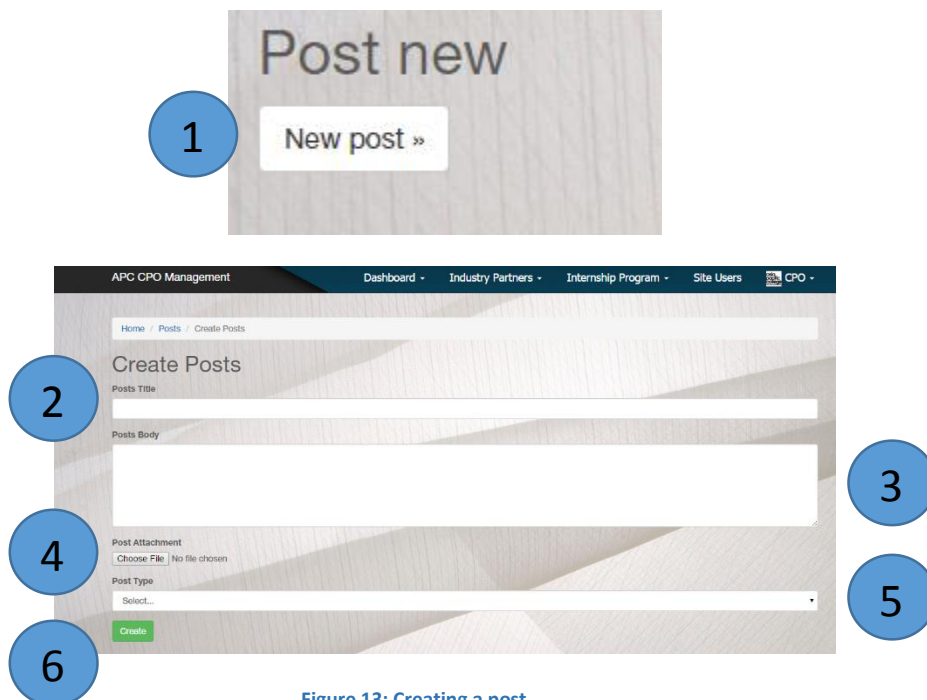 Post new
1
New post »
APC CPO Management Dashboard Industry Partners Internship Program Site Users CPO
Home / Posts / Create Posts
Create Posts
2
Posts Title
Posts Body
3
4
Post Attachment
Choose File No file chosen
Post Type
Select...
5
Create
6
Figure 13: Creating a post